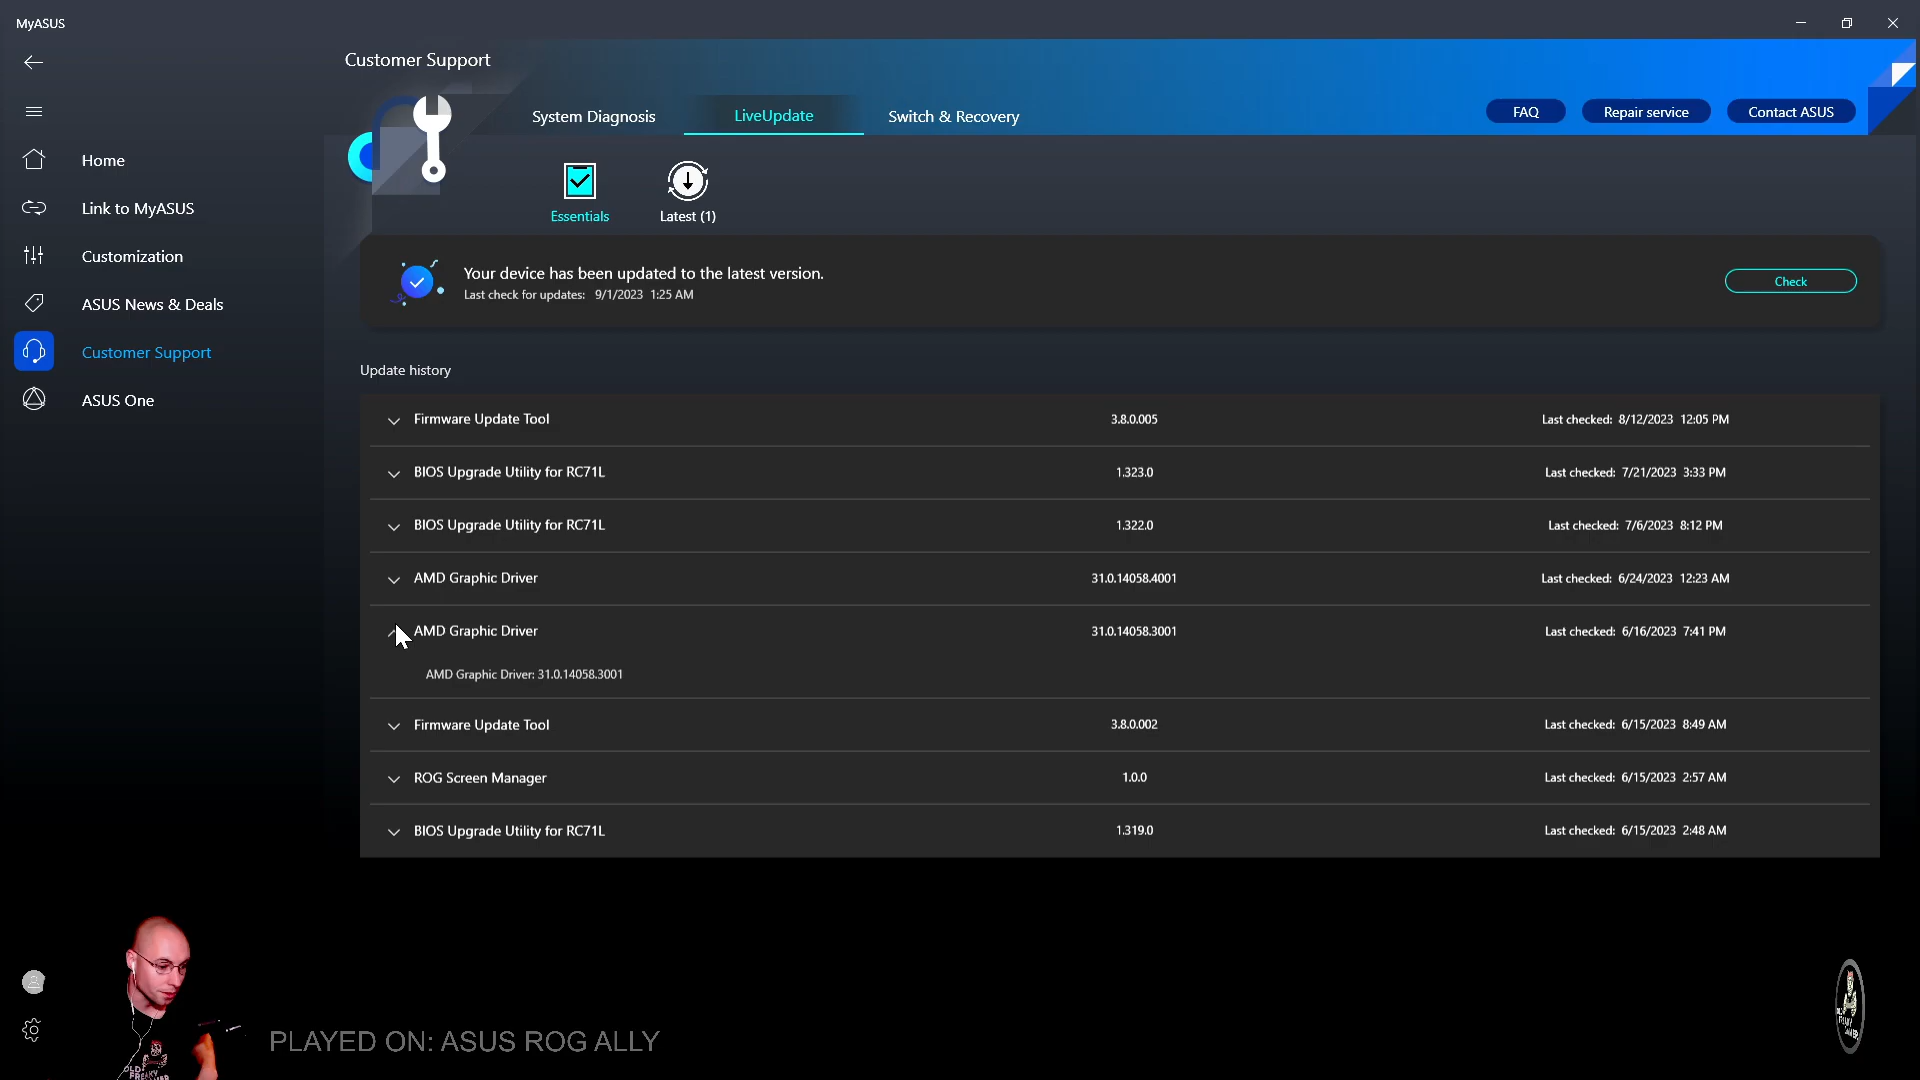 MyASUS
Customer Support
System Diagnosis
LiveUpdate
Switch & Recovery
FAQ
Repair service
Contact ASUS
Home
Link to MyASUS
Customization
ASUS News & Deals
Customer Support
ASUS One
Essentials
Latest (1)
Your device has been updated to the latest version.
Last check for updates: 9/1/2023 1:25 AM
Check
Update history
Firmware Update Tool 3.8.0.005 Last checked: 8/12/2023 12:05 PM
BIOS Upgrade Utility for RC71L 1.323.0 Last checked: 7/21/2023 3:33 PM
BIOS Upgrade Utility for RC71L 1.322.0 Last checked: 7/6/2023 8:12 PM
AMD Graphic Driver 31.0.14058.4001 Last checked: 6/24/2023 12:23 AM
AMD Graphic Driver 31.0.14058.3001 Last checked: 6/16/2023 7:41 PM
AMD Graphic Driver: 31.0.14058.3001
Firmware Update Tool 3.8.0.002 Last checked: 6/15/2023 8:49 AM
ROG Screen Manager 1.0.0 Last checked: 6/15/2023 2:57 AM
BIOS Upgrade Utility for RC71L 1.319.0 Last checked: 6/15/2023 2:48 AM
PLAYED ON: ASUS ROG ALLY